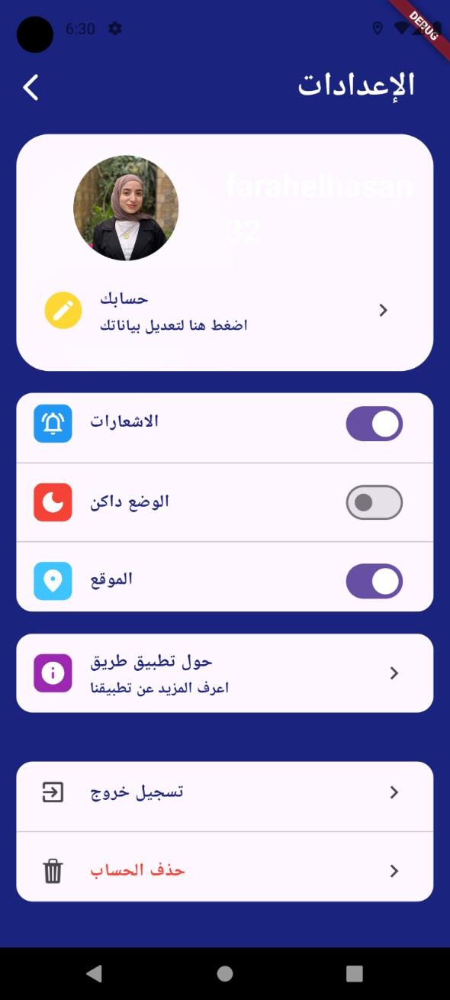 6:30
DEBUG
الإعدادات
farahelhasan
32
حسابك
اضغط هنا لتعديل بياناتك
الاشعارات
الوضع داكن
الموقع
حول تطبيق طريق
اعرف المزيد عن تطبيقنا
تسجيل خروج
حذف الحساب